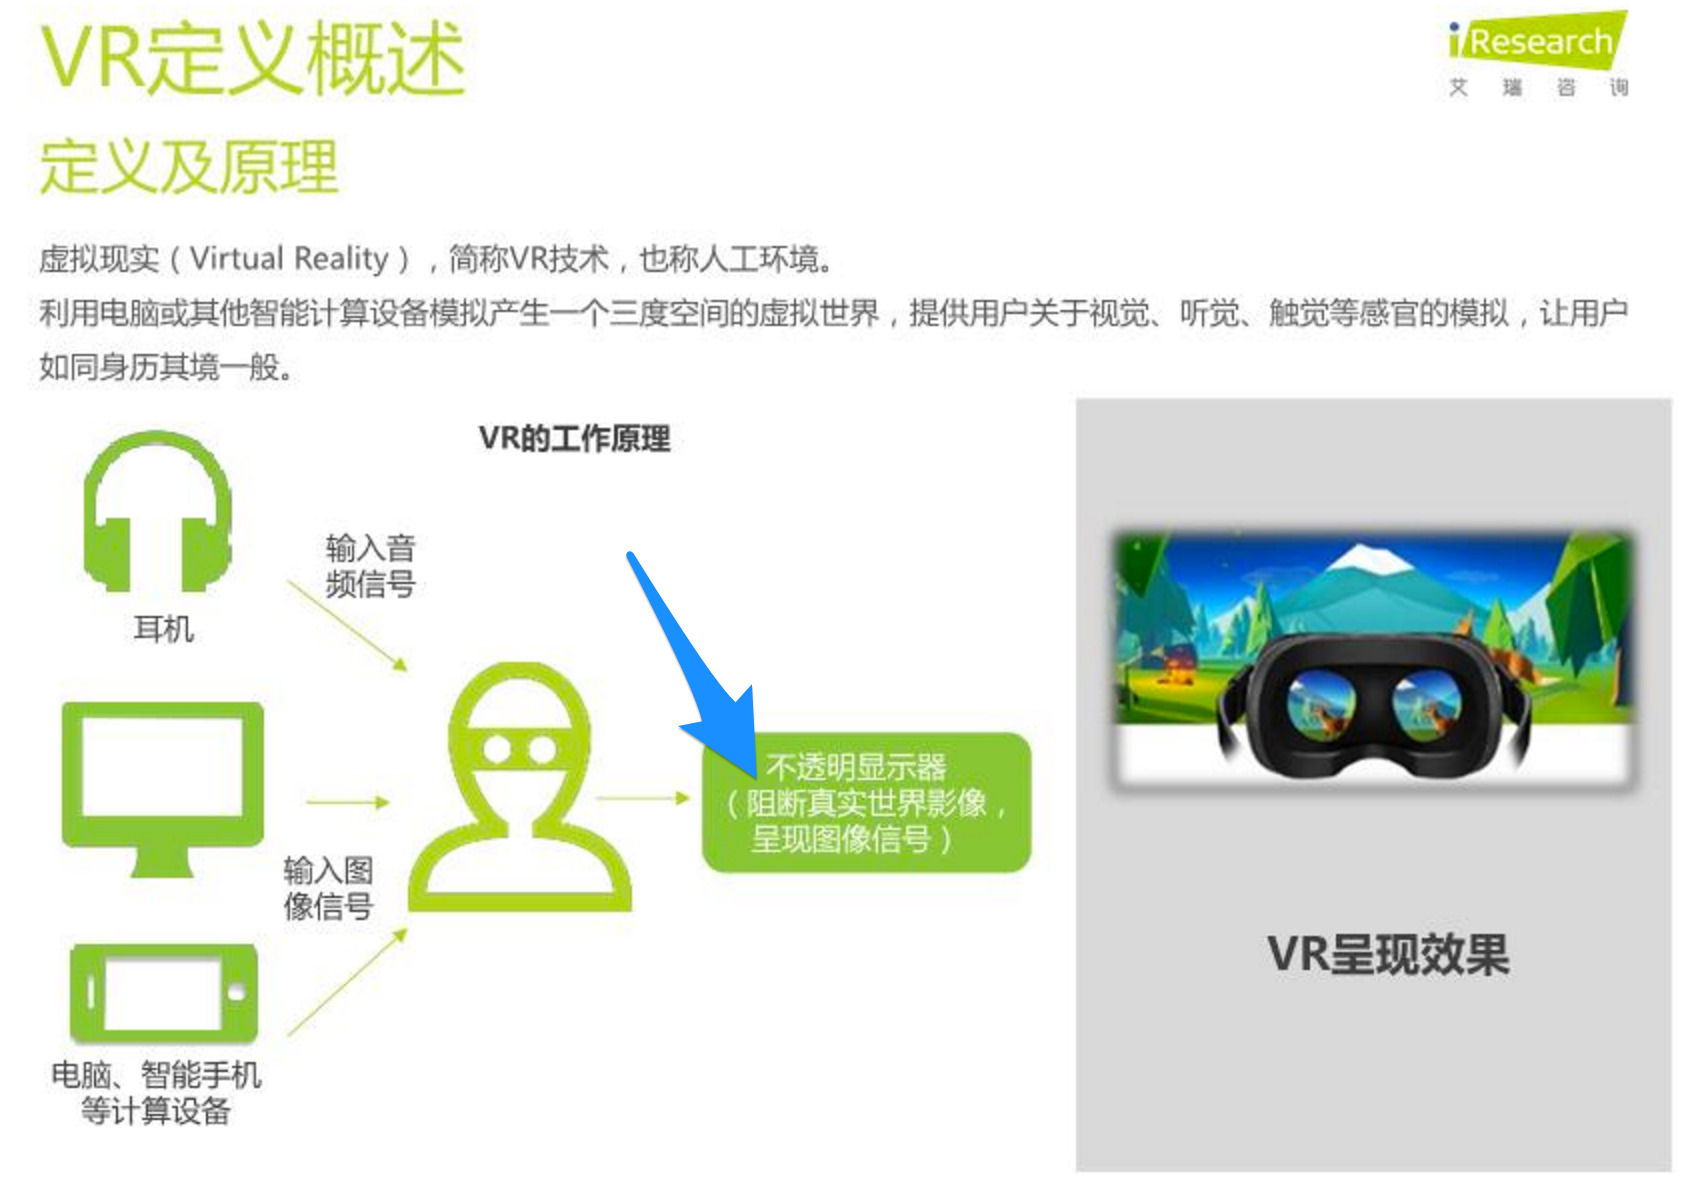 VR定义概述
iResearch
艾瑞咨询
定义及原理
虚拟现实（Virtual Reality），简称VR技术，也称人工环境。
利用电脑或其他智能计算设备模拟产生一个三度空间的虚拟世界，提供用户关于视觉、听觉、触觉等感官的模拟，让用户
如同身历其境一般。
VR的工作原理
输入音
频信号
耳机
不透明显示器
（阻断真实世界影像，
呈现图像信号）
输入图
像信号
电脑、智能手机
等计算设备
VR呈现效果